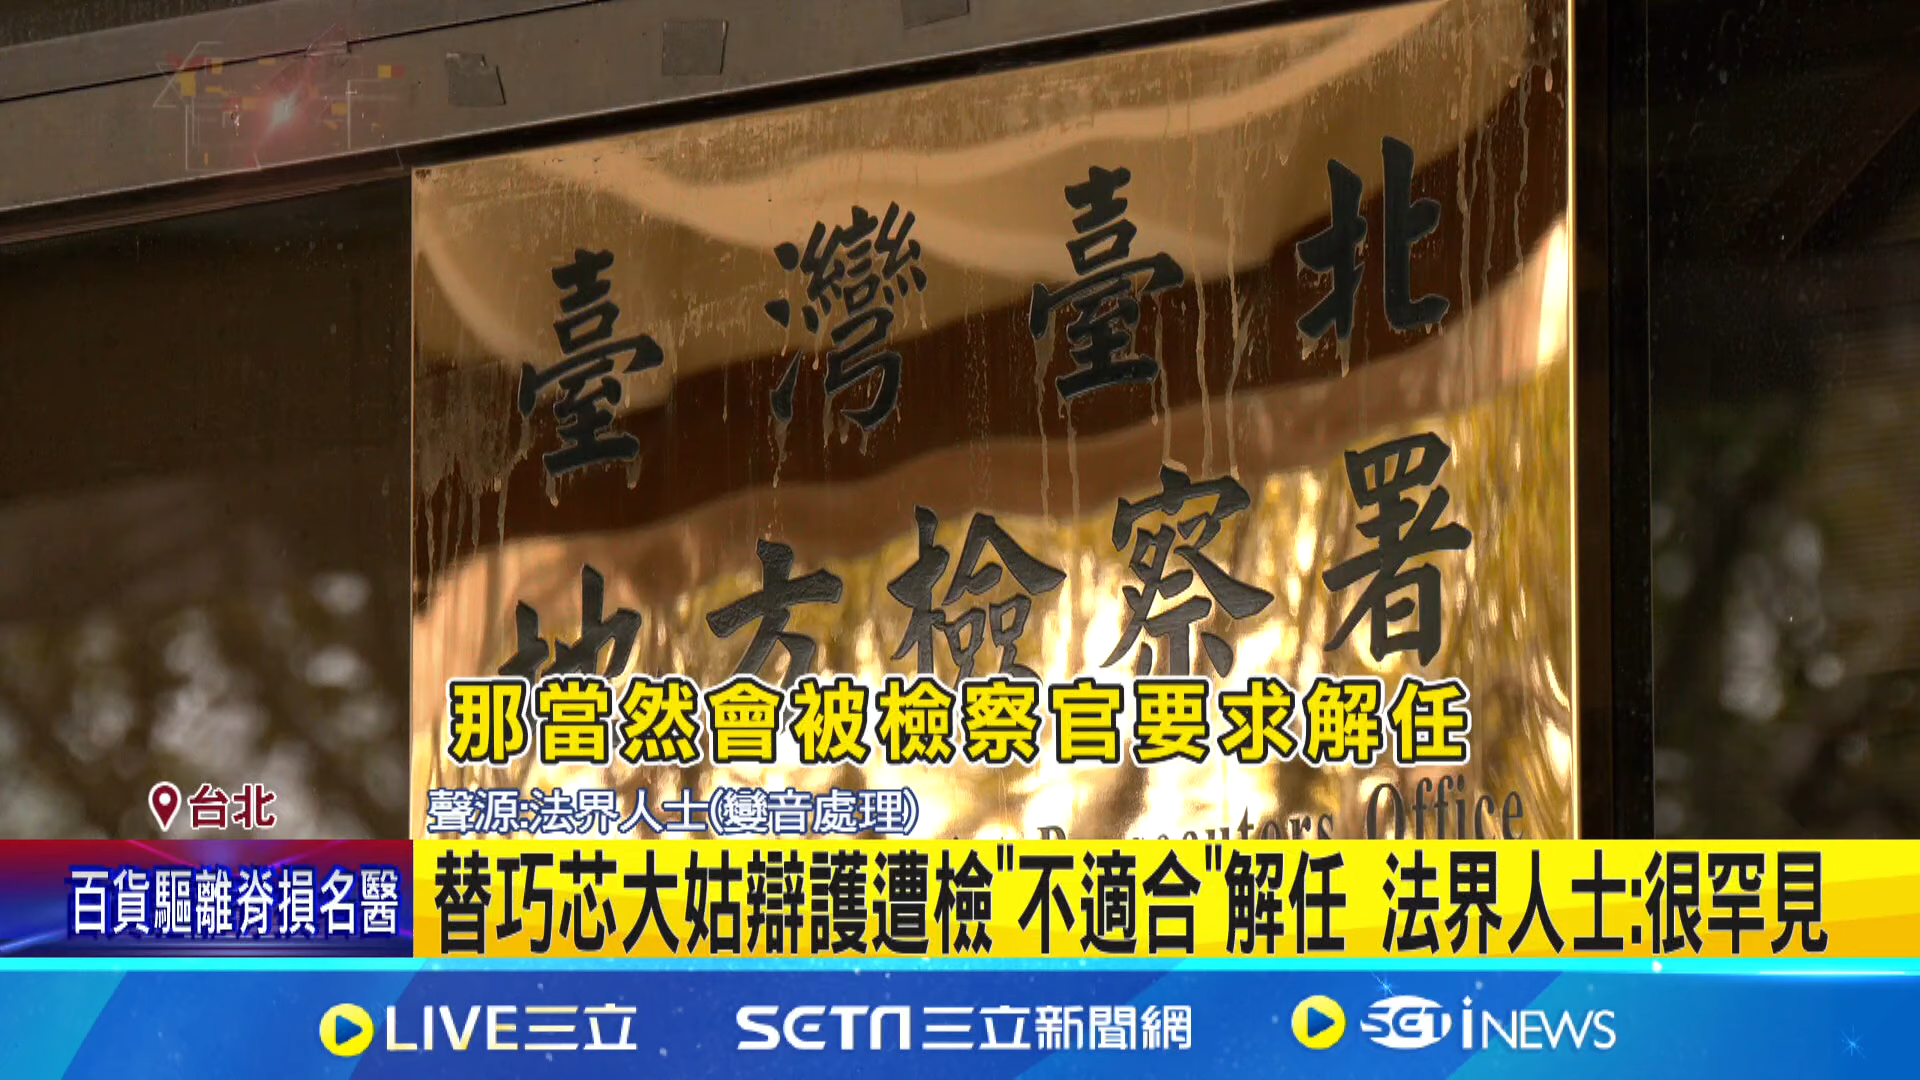 臺灣臺北
地方檢察署
Prosecutors Office
那當然會被檢察官要求解任
台北
聲源:法界人士(變音處理)
百貨驅離脊損名醫
替巧芯大姑辯護遭檢"不適合"解任 法界人士:很罕見
LIVE三立
SETN三立新聞網
SETiNEWS